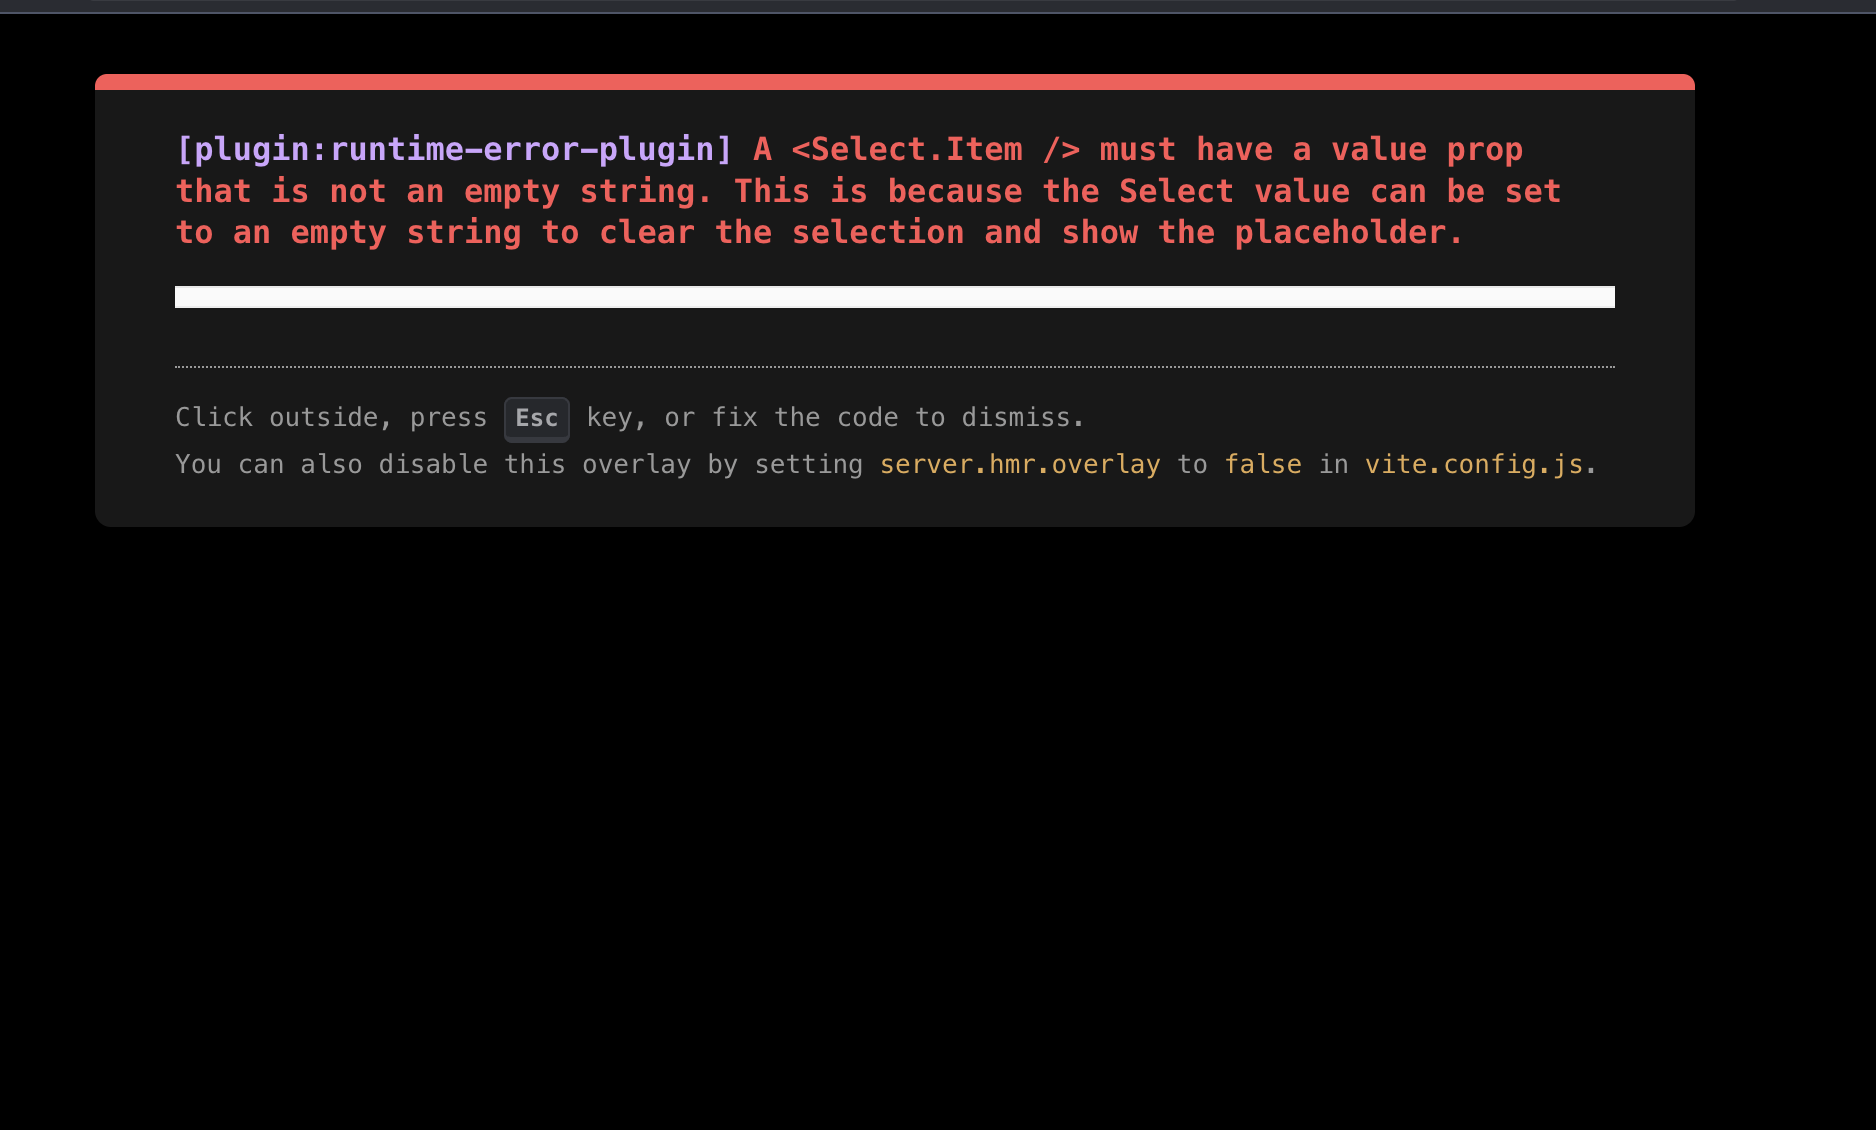 [plugin:runtime-error-plugin] A <Select.Item /> must have a value prop
that is not an empty string. This is because the Select value can be set
to an empty string to clear the selection and show the placeholder.
Click outside, press Esc key, or fix the code to dismiss.
You can also disable this overlay by setting server.hmr.overlay to false in vite.config.js.